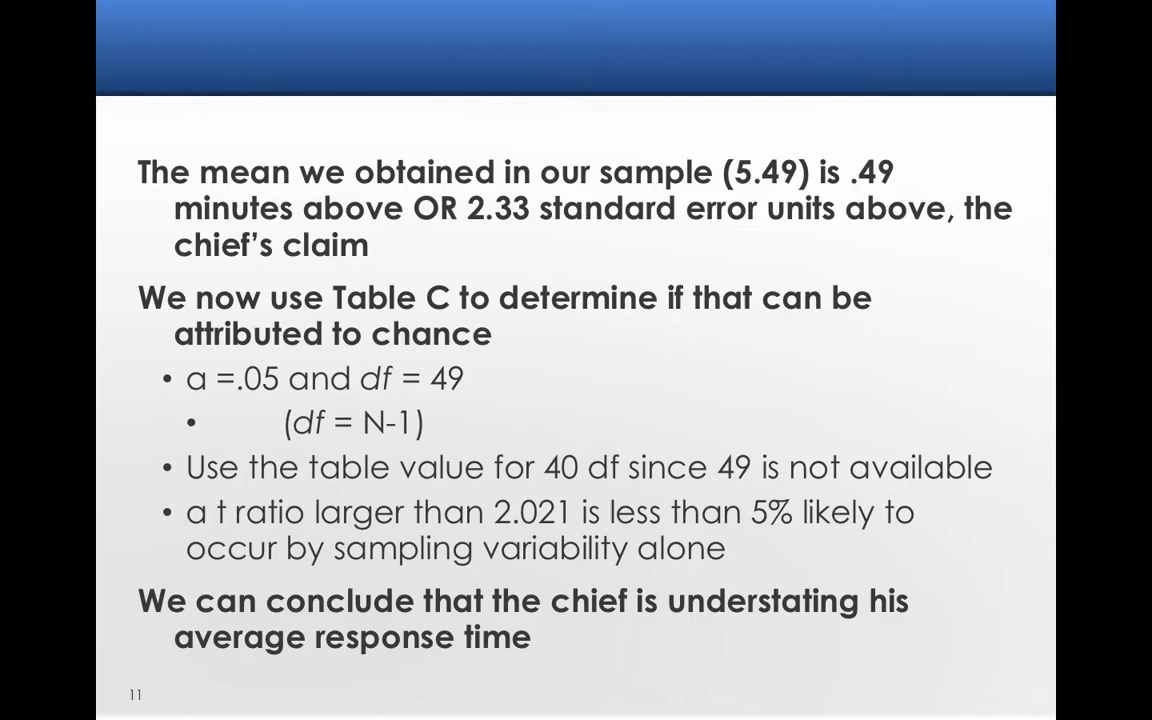 The mean we obtained in our sample (5.49) is .49
minutes above OR 2.33 standard error units above, the
chief’s claim
We now use Table C to determine if that can be
attributed to chance
• a =.05 and df = 49
• (df = N-1)
• Use the table value for 40 df since 49 is not available
• a t ratio larger than 2.021 is less than 5% likely to
occur by sampling variability alone
We can conclude that the chief is understating his
average response time
11